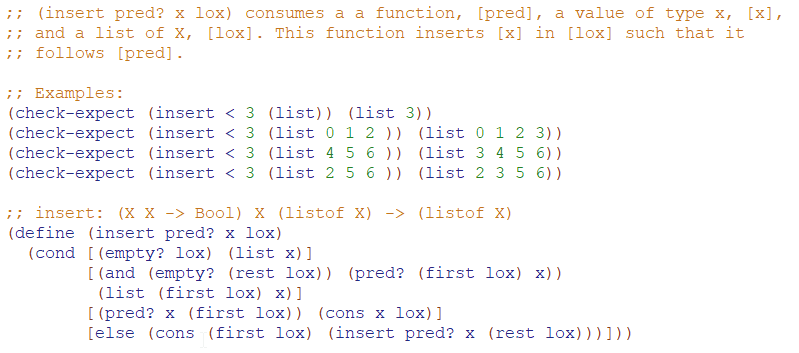 ;; (insert pred? x lox) consumes a a function, [pred], a value of type x, [x],
;; and a list of X, [lox]. This function inserts [x] in [lox] such that it
;; follows [pred].
;; Examples:
(check-expect (insert < 3 (list)) (list 3))
(check-expect (insert < 3 (list 0 1 2 )) (list 0 1 2 3))
(check-expect (insert < 3 (list 4 5 6 )) (list 3 4 5 6))
(check-expect (insert < 3 (list 2 5 6 )) (list 2 3 5 6))
;; insert: (X X -> Bool) X (listof X) -> (listof X)
(define (insert pred? x lox)
  (cond [(empty? lox) (list x)]
        [(and (empty? (rest lox)) (pred? (first lox) x))
         (list (first lox) x)]
        [(pred? x (first lox)) (cons x lox)]
        [else (cons (first lox) (insert pred? x (rest lox)))]))